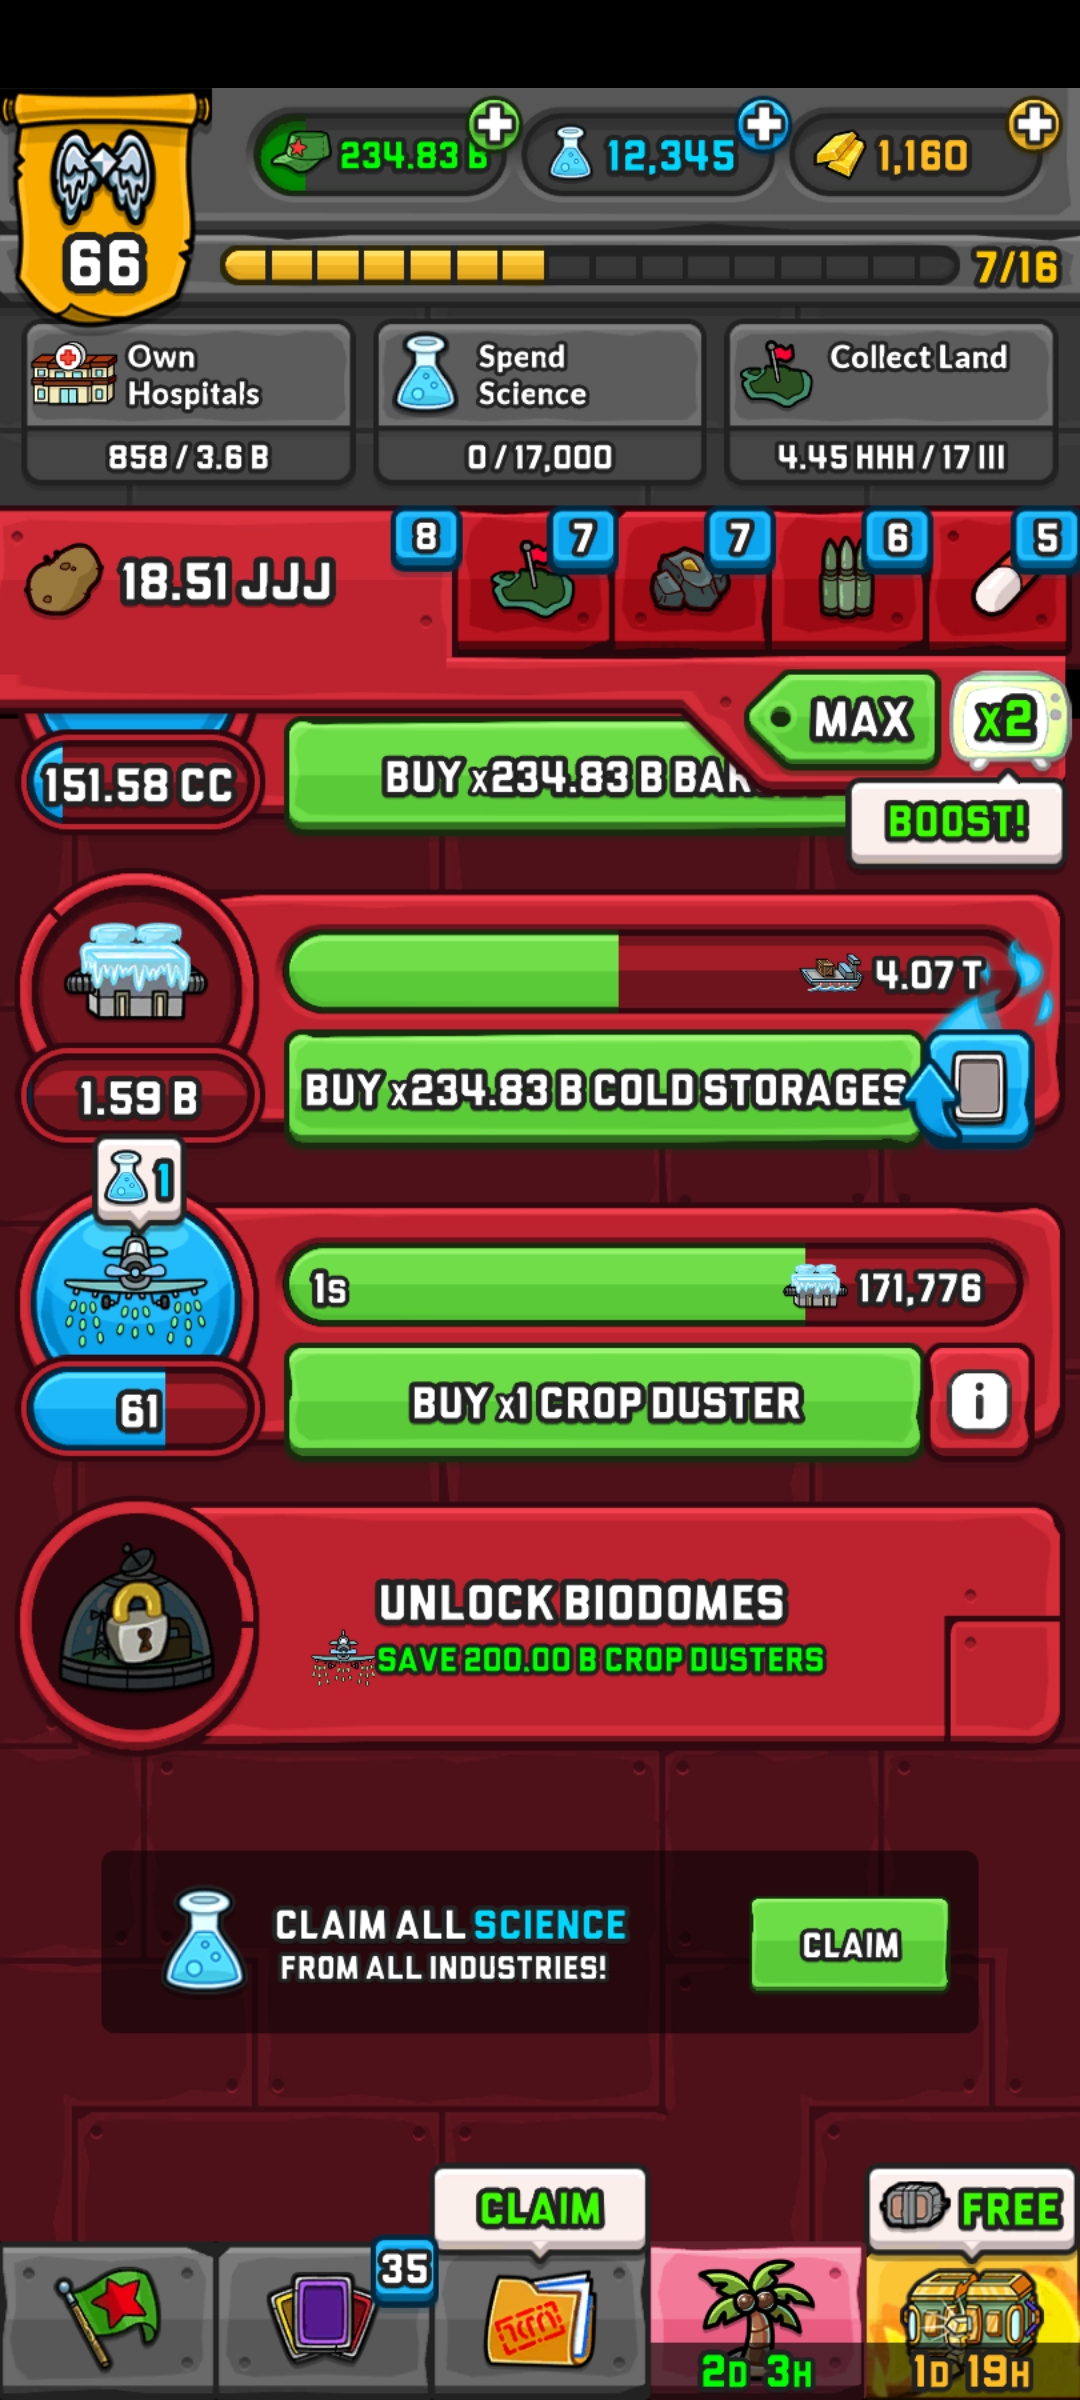 234.83 B
12,345
1,160
66
7/16
Own
Hospitals
858 / 3.6 B
Spend
Science
0 / 17,000
Collect Land
4.45 HHH / 17 III
18.51 JJJ
8
7
7
6
5
MAX
x2
BOOST!
151.58 CC
BUY x234.83 B BAR
4.07 T
1.59 B
BUY x234.83 B COLD STORAGES
1
1s
171,776
61
BUY x1 CROP DUSTER
i
UNLOCK BIODOMES
SAVE 200.00 B CROP DUSTERS
CLAIM ALL SCIENCE
FROM ALL INDUSTRIES!
CLAIM
CLAIM
FREE
35
2D 3H
1D 19H